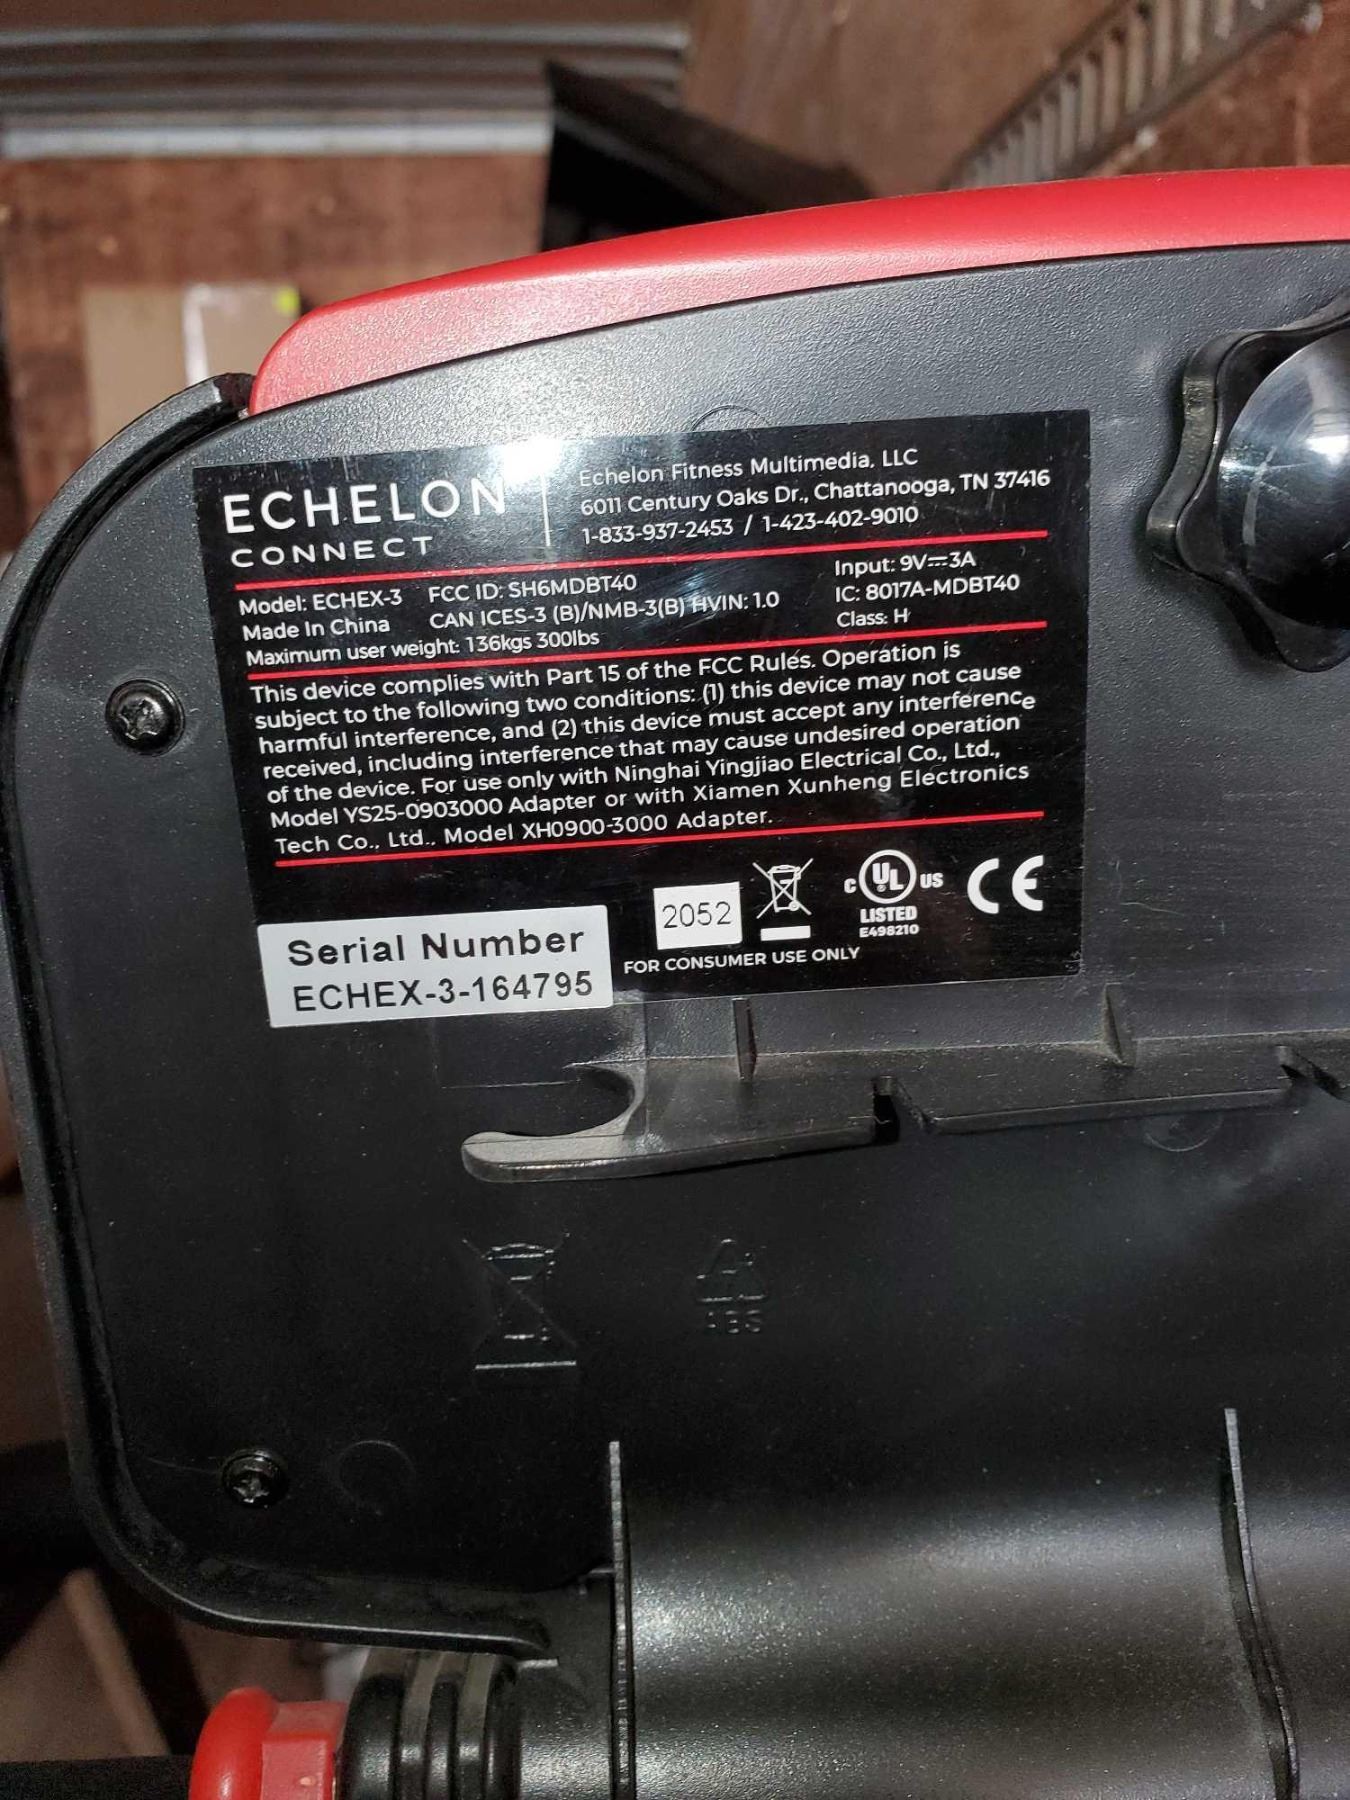 ECHELON
CONNECT
Echelon Fitness Multimedia, LLC
6011 Century Oaks Dr., Chattanooga, TN 37416
1-833-937-2453 / 1-423-402-9010
Model: ECHEX-3 FCC ID: SH6MDBT40 Input: 9V⎓3A
Made In China CAN ICES-3 (B)/NMB-3(B) HVIN: 1.0 IC: 8017A-MDBT40
Maximum user weight: 136kgs 300lbs Class: H
This device complies with Part 15 of the FCC Rules. Operation is
subject to the following two conditions: (1) this device may not cause
harmful interference, and (2) this device must accept any interference
received, including interference that may cause undesired operation
of the device. For use only with Ninghai Yingjiao Electrical Co., Ltd.,
Model YS25-0903000 Adapter or with Xiamen Xunheng Electronics
Tech Co., Ltd., Model XH0900-3000 Adapter.
2052
C UL US
LISTED
E498210
CE
FOR CONSUMER USE ONLY
Serial Number
ECHEX-3-164795
ABS